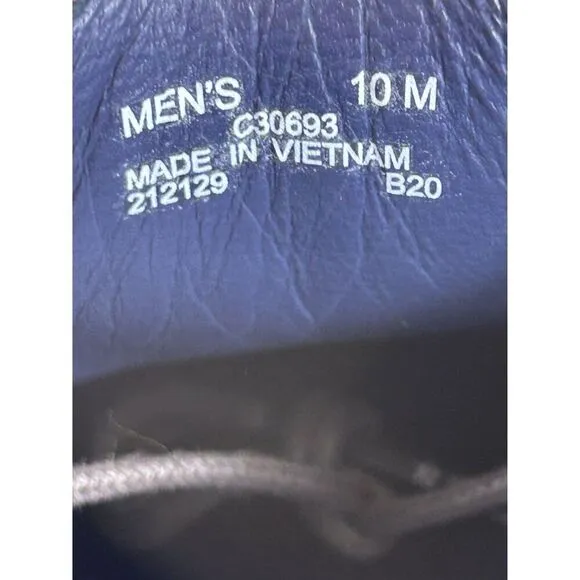 MEN'S 10 M
C30693
MADE IN VIETNAM
212129 B20